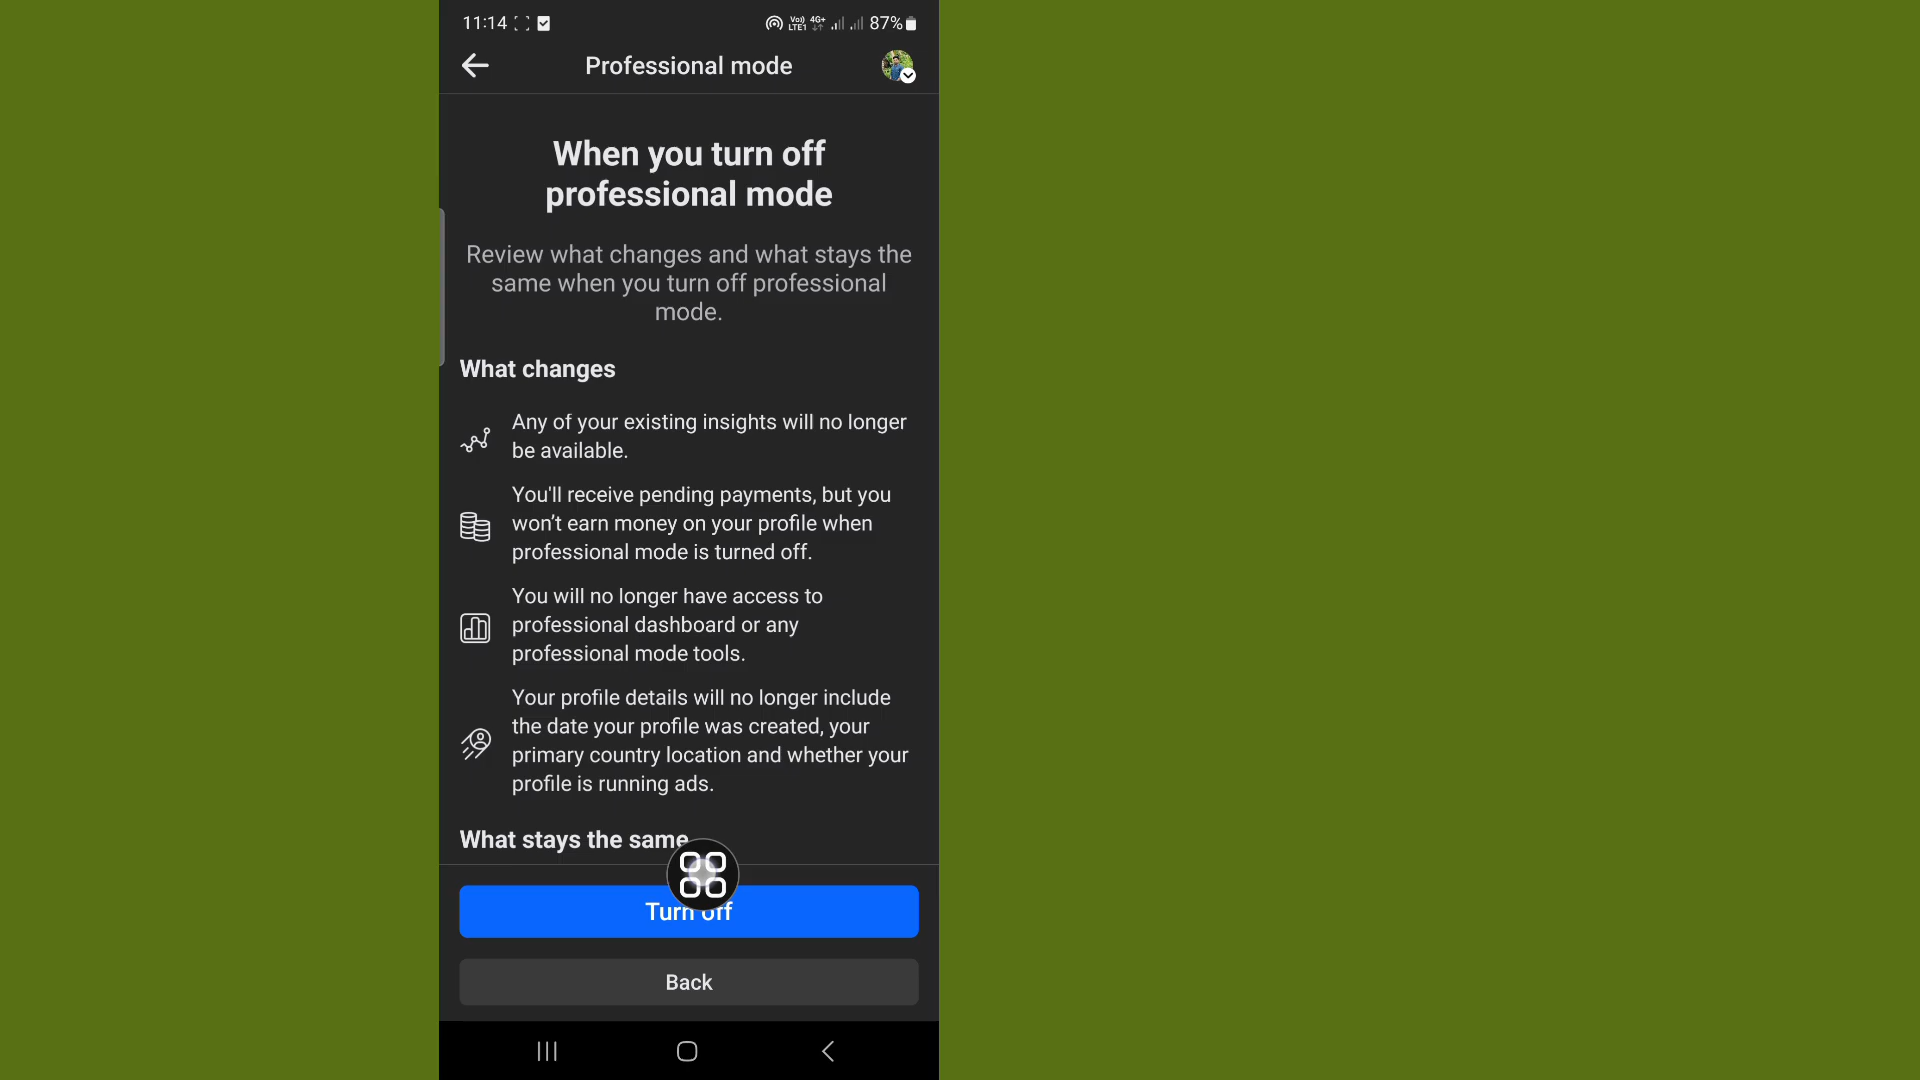 11:14
Vo)) 4G+ 87%
LTE1
Professional mode
When you turn off
professional mode
Review what changes and what stays the
same when you turn off professional
mode.
What changes
Any of your existing insights will no longer
be available.
You'll receive pending payments, but you
won’t earn money on your profile when
professional mode is turned off.
You will no longer have access to
professional dashboard or any
professional mode tools.
Your profile details will no longer include
the date your profile was created, your
primary country location and whether your
profile is running ads.
What stays the same
Turn off
Back